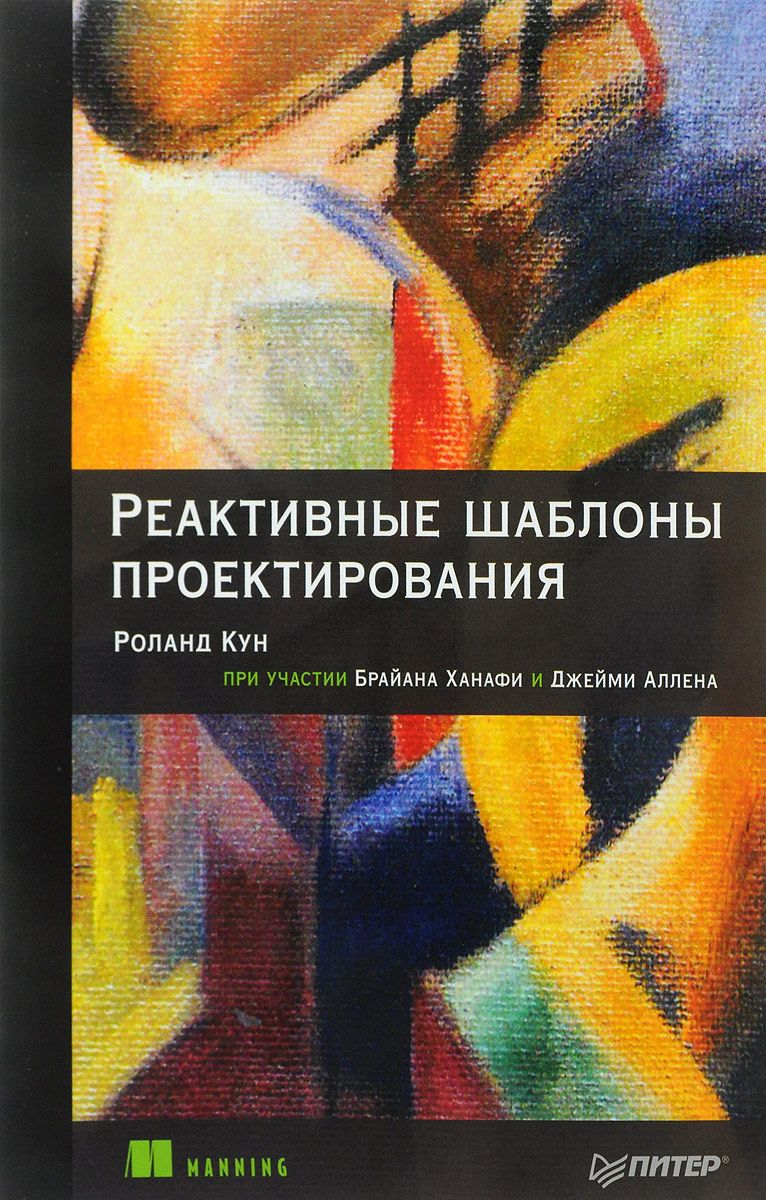 Реактивные шаблоны
проектирования
Роланд Кун
при участии Брайана Ханафи и Джейми Аллена
MANNING
ПИТЕР®